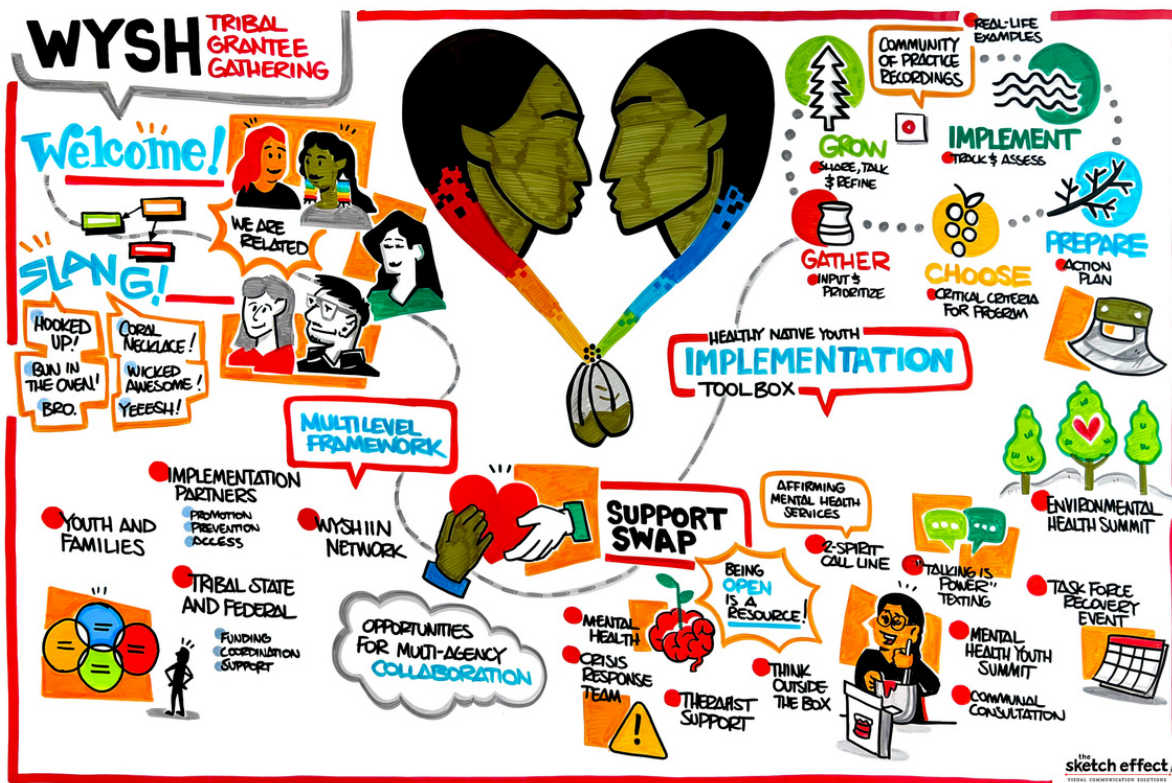 WYSH
TRIBAL
GRANTEE
GATHERING
Welcome!
WE ARE
RELATED
SLANG!
HOOKED
UP!
BUN IN
THE OVEN!
BRO.
CORAL
NECKLACE!
WICKED
AWESOME!
YEEESH!
COMMUNITY
OF PRACTICE
RECORDINGS
REAL-LIFE
EXAMPLES
GROW
SHARE, TALK
& REFINE
IMPLEMENT
TRACK & ASSESS
GATHER
INPUT &
PRIORITIZE
CHOOSE
CRITICAL CRITERIA
FOR PROGRAM
PREPARE
ACTION
PLAN
HEALTHY NATIVE YOUTH
IMPLEMENTATION
TOOLBOX
MULTILEVEL
FRAMEWORK
YOUTH AND
FAMILIES
IMPLEMENTATION
PARTNERS
PROMOTION
PREVENTION
ACCESS
WYSHIIN
NETWORK
TRIBAL STATE
AND FEDERAL
FUNDING
COORDINATION
SUPPORT
OPPORTUNITIES
FOR MULTI-AGENCY
COLLABORATION
SUPPORT
SWAP
MENTAL
HEALTH
CRISIS
RESPONSE
TEAM
THERAPIST
SUPPORT
BEING
OPEN
IS A
RESOURCE!
THINK
OUTSIDE
THE BOX
AFFIRMING
MENTAL HEALTH
SERVICES
2-SPIRIT
CALL LINE
"TALKING IS
POWER"
TEXTING
MENTAL
HEALTH YOUTH
SUMMIT
COMMUNAL
CONSULTATION
ENVIRONMENTAL
HEALTH SUMMIT
TASK FORCE
RECOVERY
EVENT
the
sketch effect
VISUAL COMMUNICATION SOLUTIONS